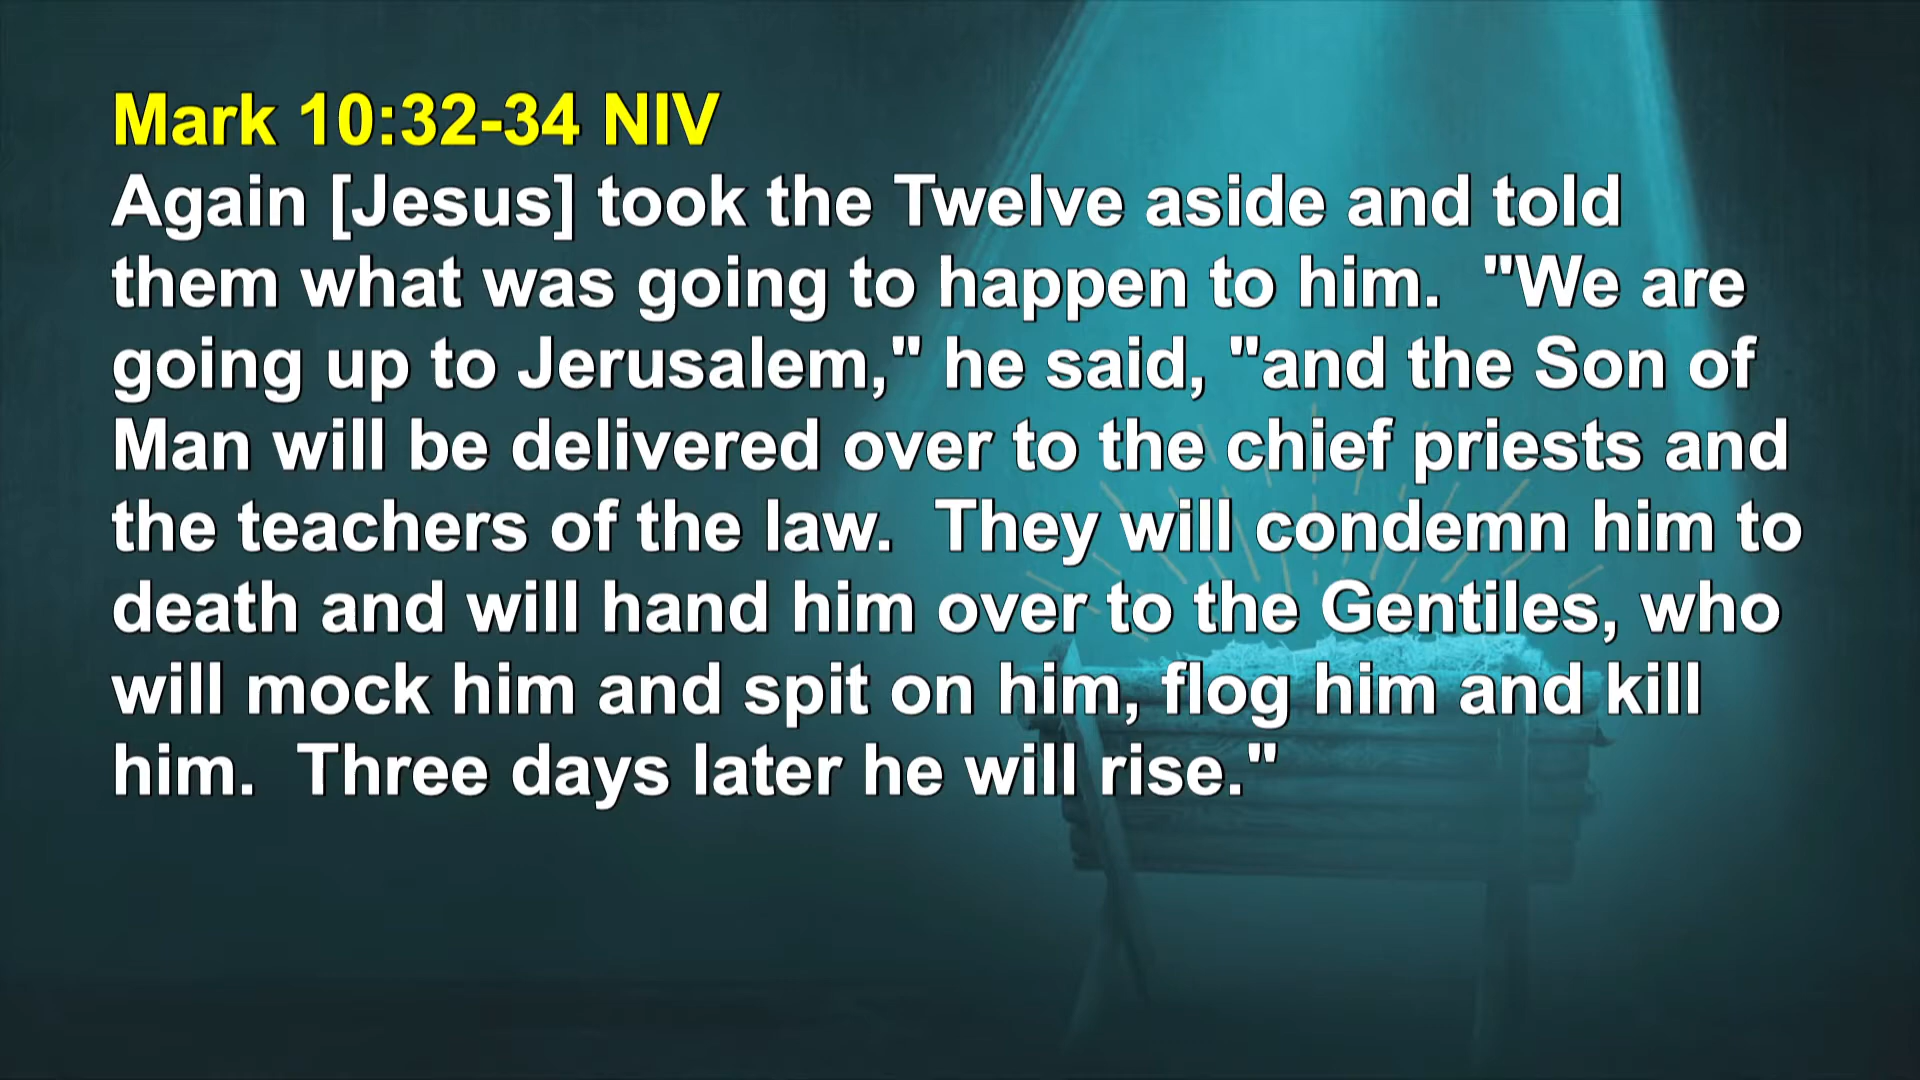 Mark 10:32-34 NIV
Again [Jesus] took the Twelve aside and told
them what was going to happen to him.  "We are
going up to Jerusalem," he said, "and the Son of
Man will be delivered over to the chief priests and
the teachers of the law.  They will condemn him to
death and will hand him over to the Gentiles, who
will mock him and spit on him, flog him and kill
him.  Three days later he will rise."